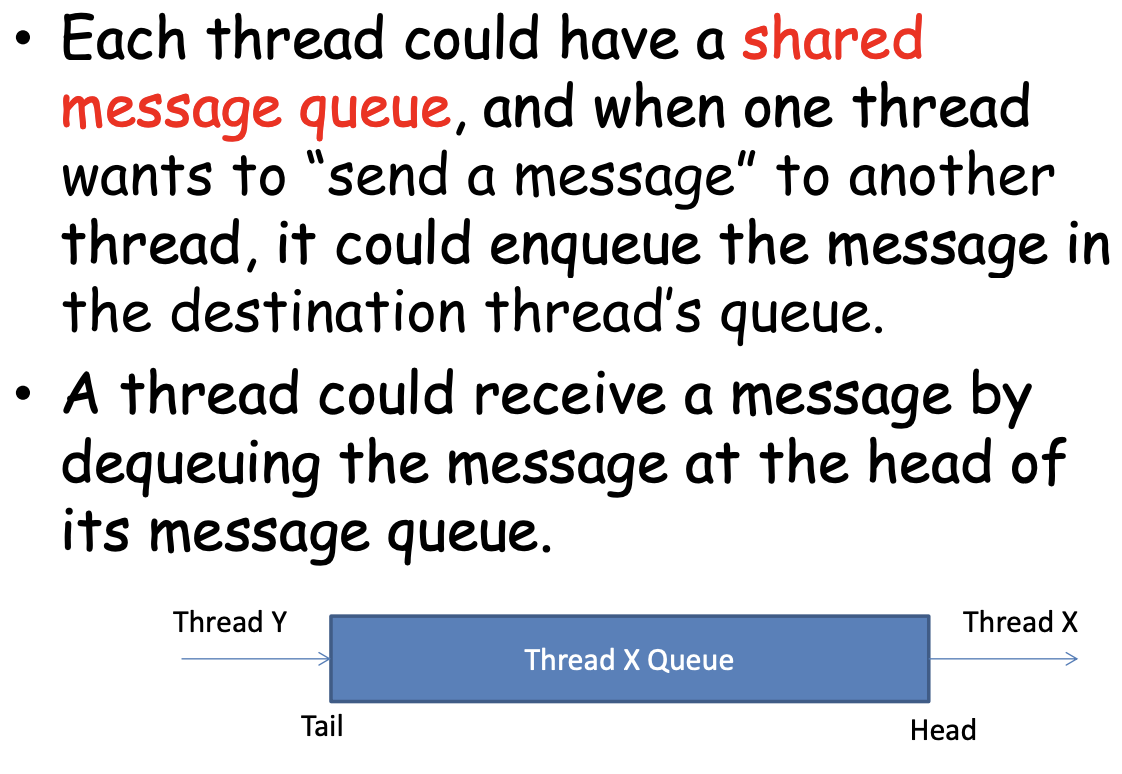 • Each thread could have a shared
message queue, and when one thread
wants to “send a message” to another
thread, it could enqueue the message in
the destination thread’s queue.
• A thread could receive a message by
dequeuing the message at the head of
its message queue.
Thread Y
Thread X
Thread X Queue
Tail
Head